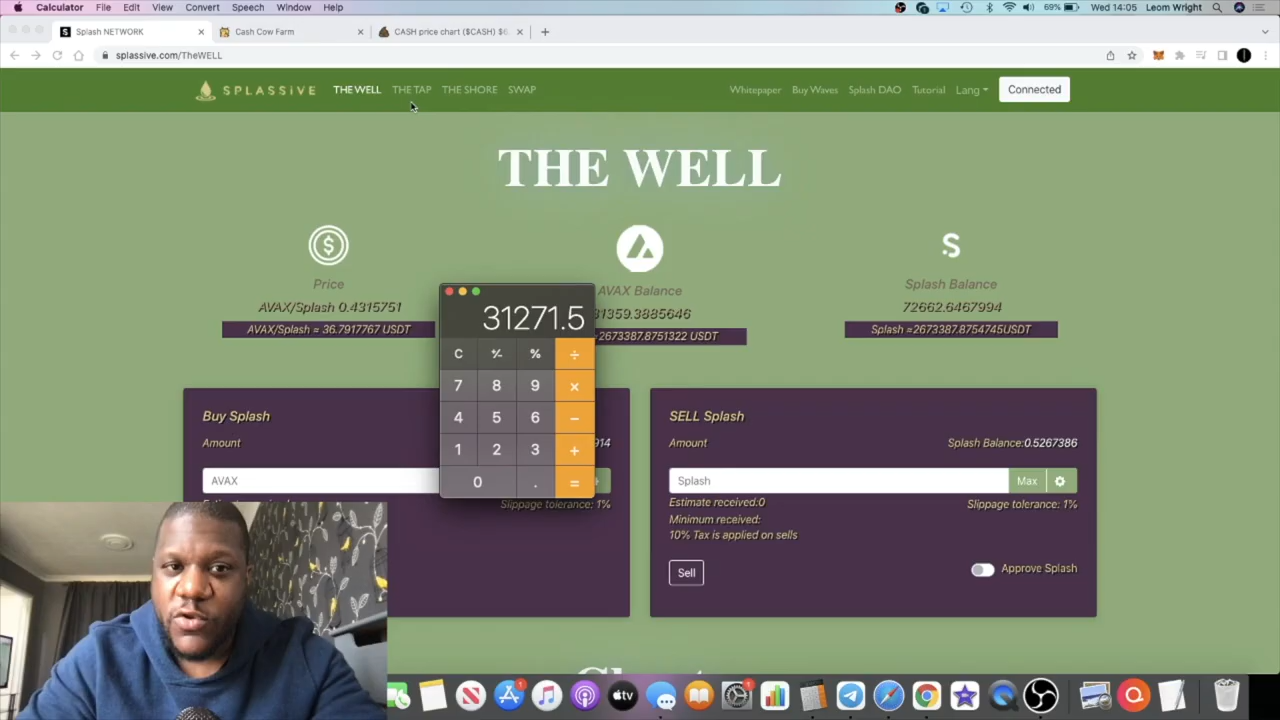 Calculator File Edit View Convert Speech Window Help
69% Wed 14:05 Leom Wright
Splash NETWORK Cash Cow Farm CASH price chart ($CASH) $6
splassive.com/TheWELL
SPLASSIVE THE WELL THE TAP THE SHORE SWAP Whitepaper Buy Waves Splash DAO Tutorial Lang Connected
THE WELL
Price
AVAX/Splash 0.4315751
AVAX/Splash = 36.7917767 USDT
AVAX Balance
31359.3885646
=2673387.8751322 USDT
Splash Balance
72662.6467994
Splash =2673387.8754745USDT
31271.5
C % ÷
7 8 9 ×
4 5 6 −
1 2 3 +
0 . =
Buy Splash
Amount
914
AVAX
Slippage tolerance: 1%
SELL Splash
Amount Splash Balance:0.5267386
Splash Max
Estimate received:0 Slippage tolerance: 1%
Minimum received:
10% Tax is applied on sells
Sell Approve Splash
tv